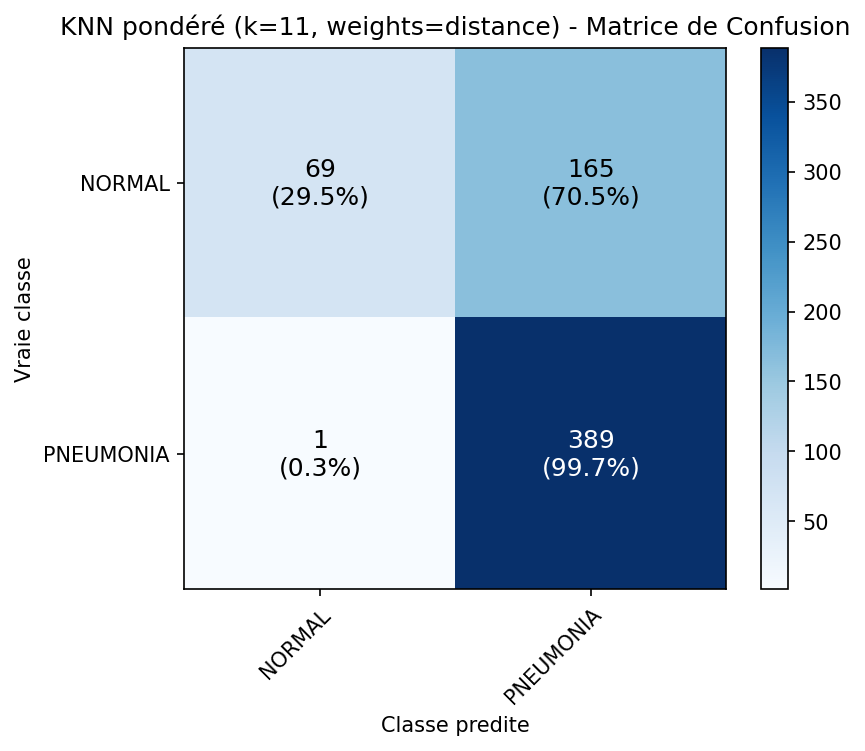 KNN pondéré (k=11, weights=distance) - Matrice de Confusion
NORMAL
69
(29.5%)
165
(70.5%)
PNEUMONIA
1
(0.3%)
389
(99.7%)
Vraie classe
NORMAL
PNEUMONIA
Classe predite
350
300
250
200
150
100
50